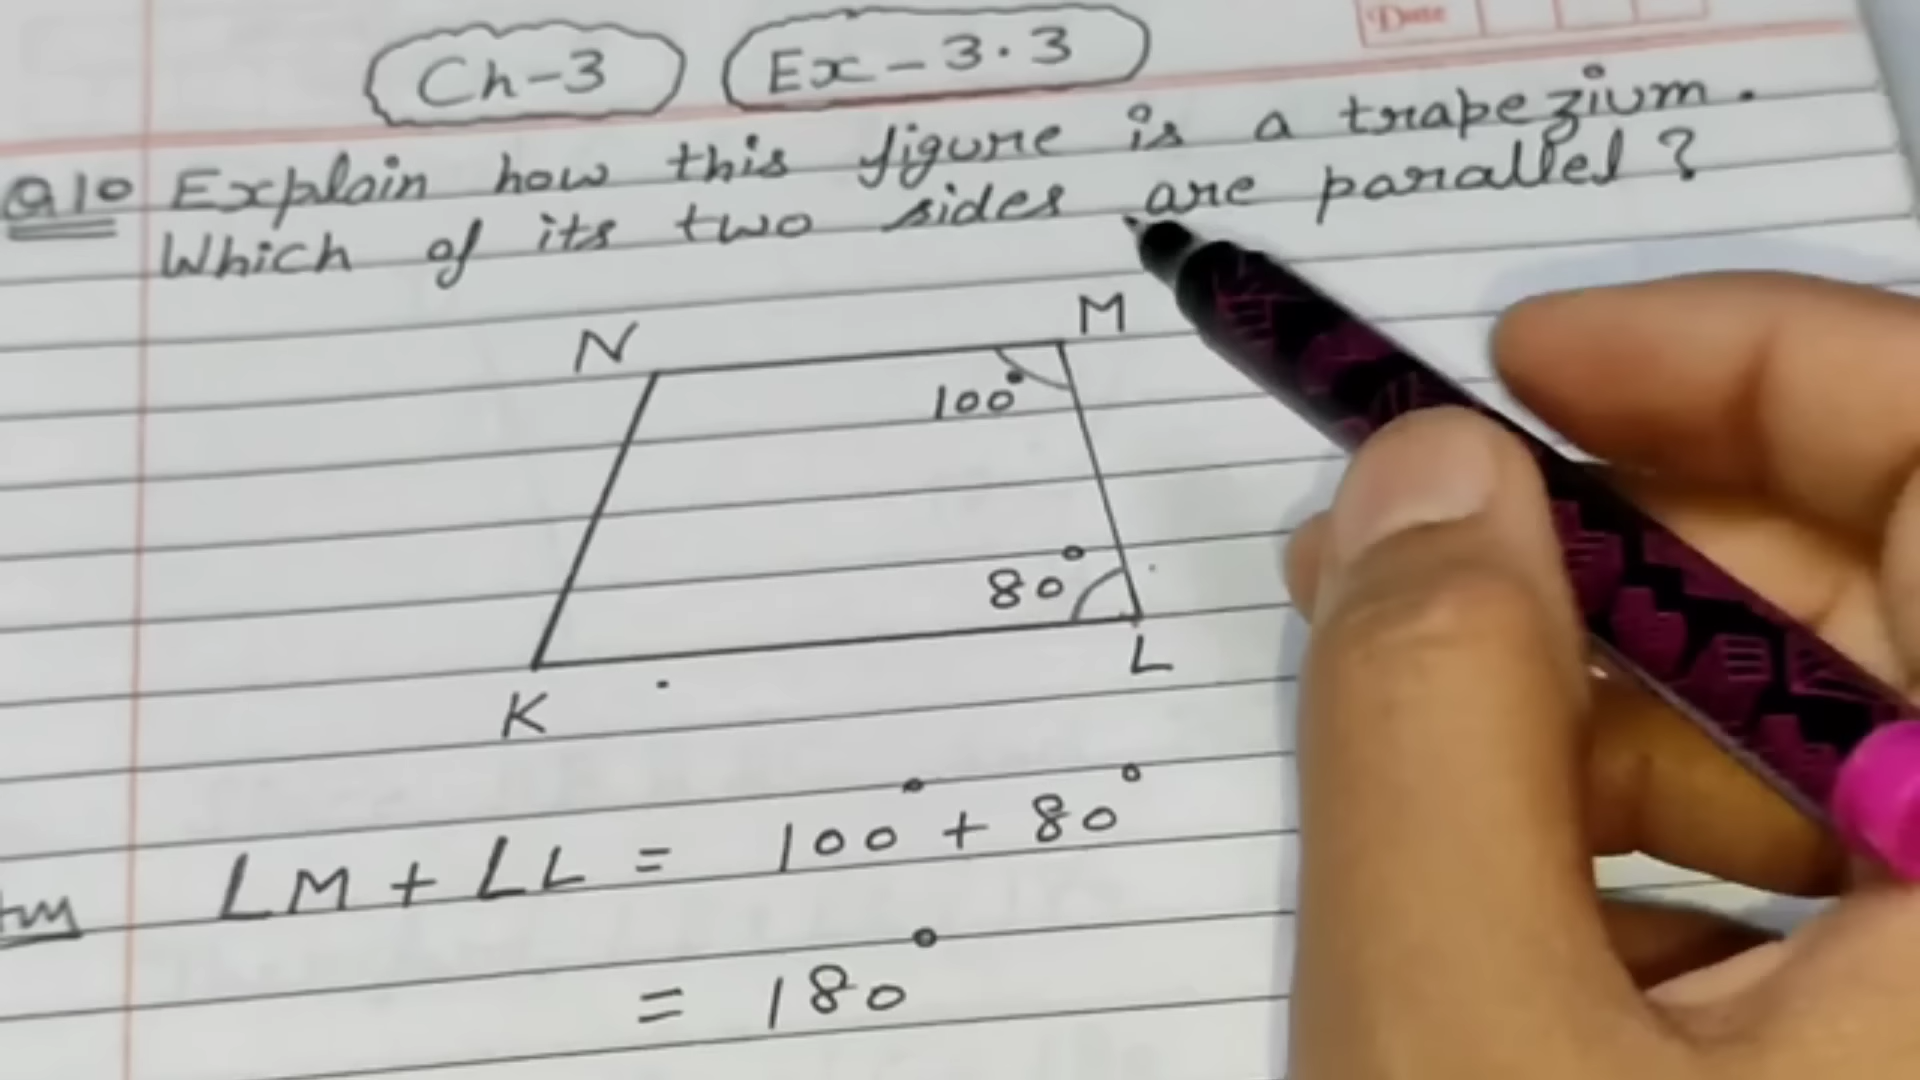 Date
Ch-3 Ex-3.3
Q10 Explain how this figure is a trapezium.
Which of its two sides are parallel?
N M
100°
80°
K L
∠M + ∠L = 100° + 80°
= 180°